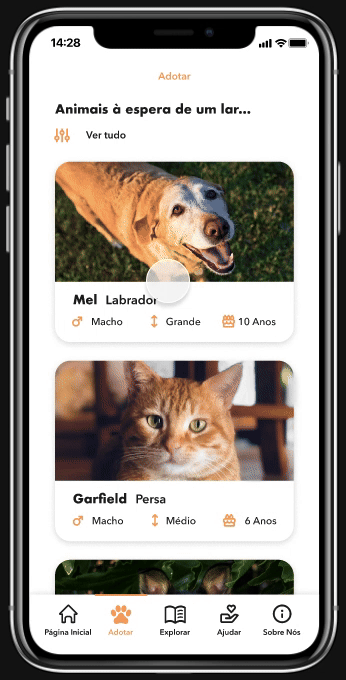 14:28
Adotar
Animais à espera de um lar...
Ver tudo
Mel Labrador
Macho Grande 10 Anos
Garfield Persa
Macho Médio 6 Anos
Página Inicial Adotar Explorar Ajudar Sobre Nós